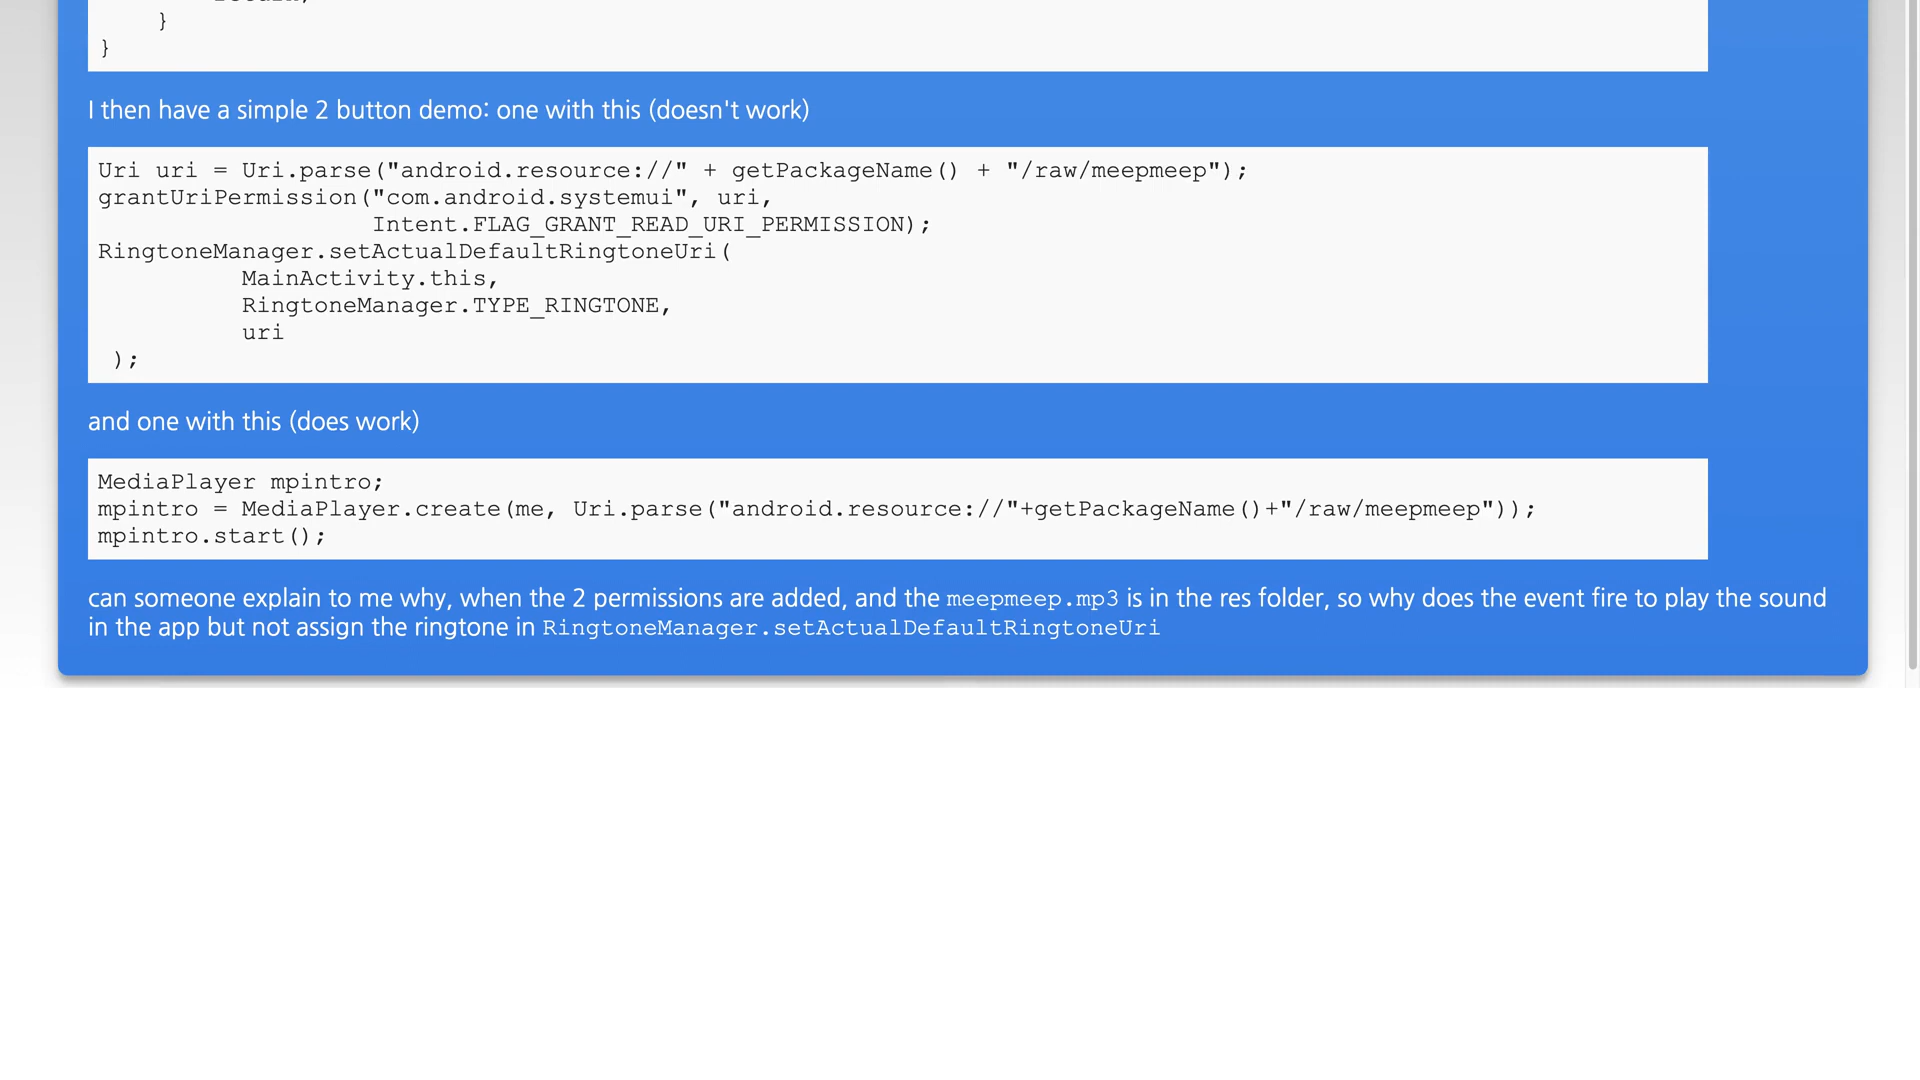 }
}
I then have a simple 2 button demo: one with this (doesn't work)
Uri uri = Uri.parse("android.resource://" + getPackageName() + "/raw/meepmeep");
grantUriPermission("com.android.systemui", uri,
Intent.FLAG_GRANT_READ_URI_PERMISSION);
RingtoneManager.setActualDefaultRingtoneUri(
MainActivity.this,
RingtoneManager.TYPE_RINGTONE,
uri
);
and one with this (does work)
MediaPlayer mpintro;
mpintro = MediaPlayer.create(me, Uri.parse("android.resource://"+getPackageName()+"/raw/meepmeep"));
mpintro.start();
can someone explain to me why, when the 2 permissions are added, and the meepmeep.mp3 is in the res folder, so why does the event fire to play the sound
in the app but not assign the ringtone in RingtoneManager.setActualDefaultRingtoneUri